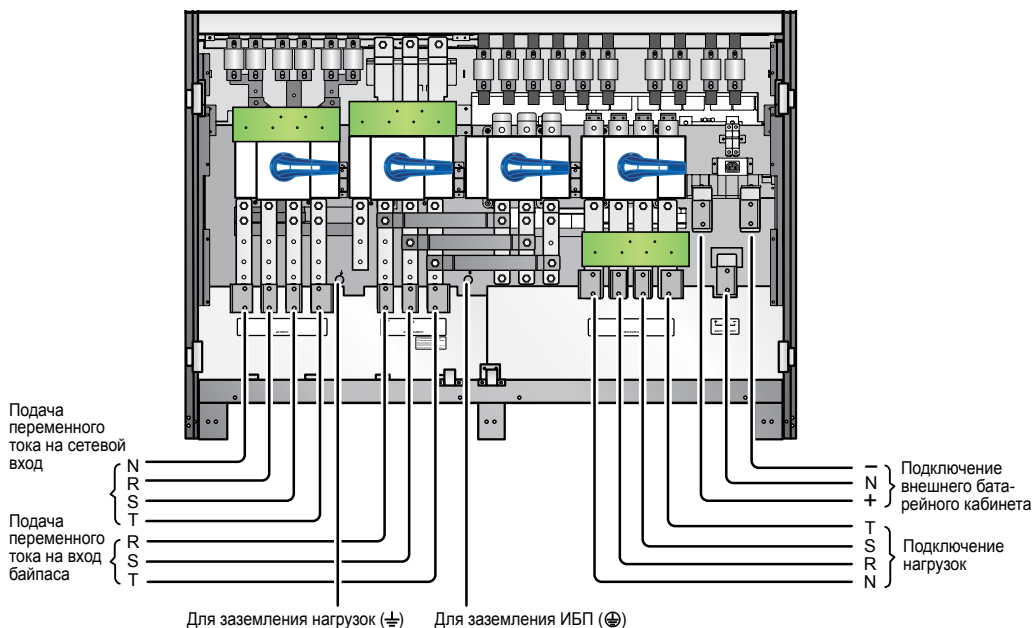 Подача
переменного
тока на сетевой
вход
N
R
S
T
Подача
переменного
тока на вход
байпаса
R
S
T
Для заземления нагрузок (⏚)
Для заземления ИБП (⏚)
–
N
+
Подключение
внешнего бата-
рейного кабинета
T
S
R
N
Подключение
нагрузок